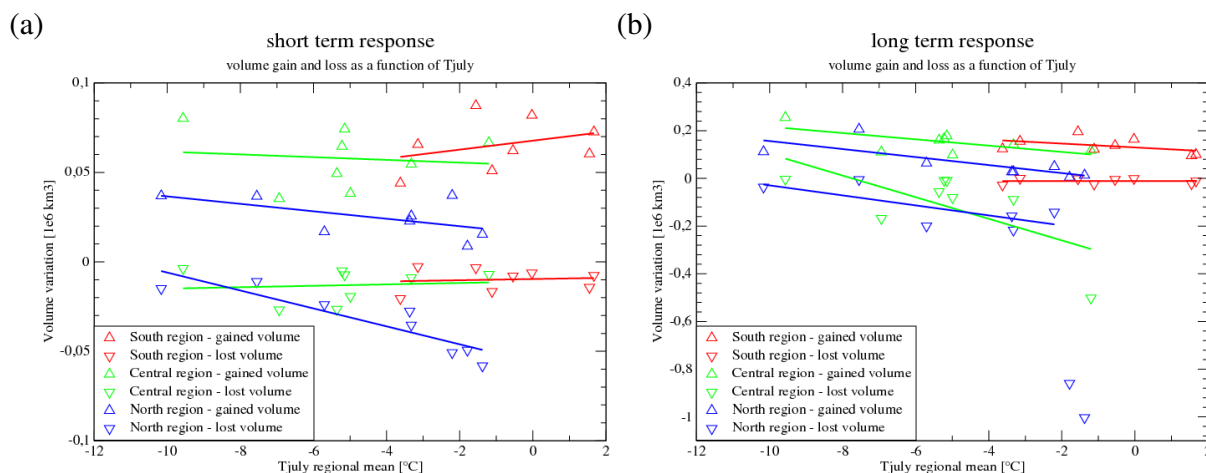 (a)
short term response
volume gain and loss as a function of Tjuly
0,1
0,05
0
-0,05
-0,1
Volume variation [1e6 km3]
South region - gained volume
South region - lost volume
Central region - gained volume
Central region - lost volume
North region - gained volume
North region - lost volume
-12 -10 -8 -6 -4 -2 0 2
Tjuly regional mean [°C]
(b)
long term response
volume gain and loss as a function of Tjuly
0,4
0,2
0
-0,2
-0,4
-0,6
-0,8
-1
Volume variation [1e6 km3]
South region - gained volume
South region - lost volume
Central region - gained volume
Central region - lost volume
North region - gained volume
North region - lost volume
-12 -10 -8 -6 -4 -2 0 2
Tjuly regional mean [°C]